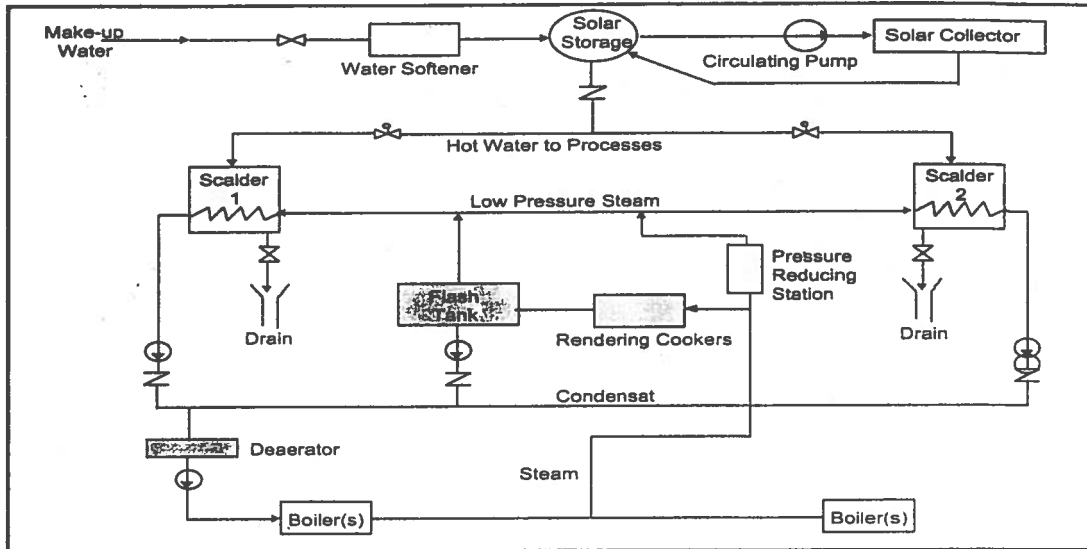 Make-up
Water
Water Softener
Solar
Storage
Circulating Pump
Solar Collector
Hot Water to Processes
Scalder
1
Low Pressure Steam
Scalder
2
Pressure
Reducing
Station
Flash
Tank
Rendering Cookers
Drain
Drain
Condensat
Deaerator
Steam
Boiler(s)
Boiler(s)